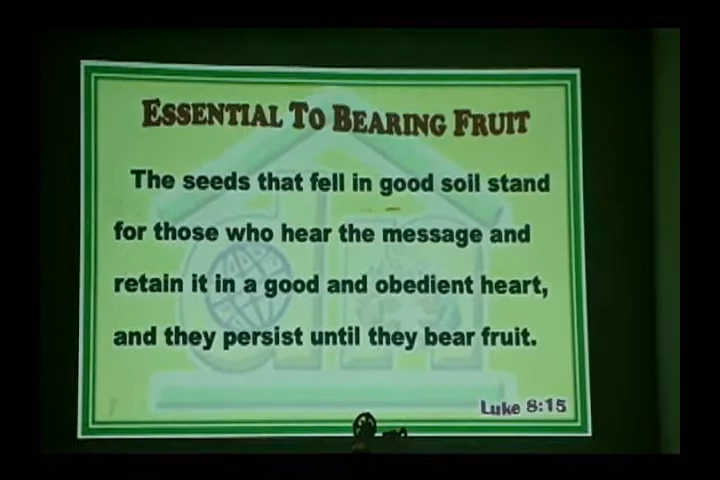 ESSENTIAL TO BEARING FRUIT
The seeds that fell in good soil stand
for those who hear the message and
retain it in a good and obedient heart,
and they persist until they bear fruit.
Luke 8:15